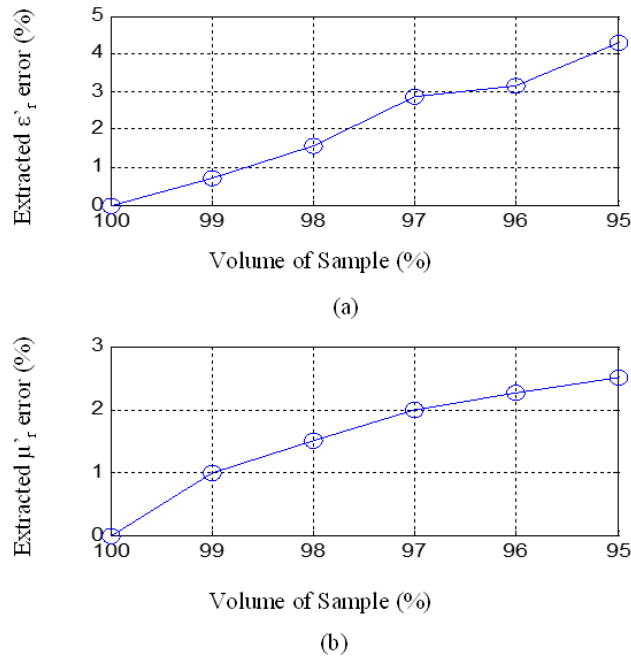 5
4
3
2
1
0
Extracted ε'r error (%)
100 99 98 97 96 95
Volume of Sample (%)
(a)
3
2
1
0
Extracted μ'r error (%)
100 99 98 97 96 95
Volume of Sample (%)
(b)